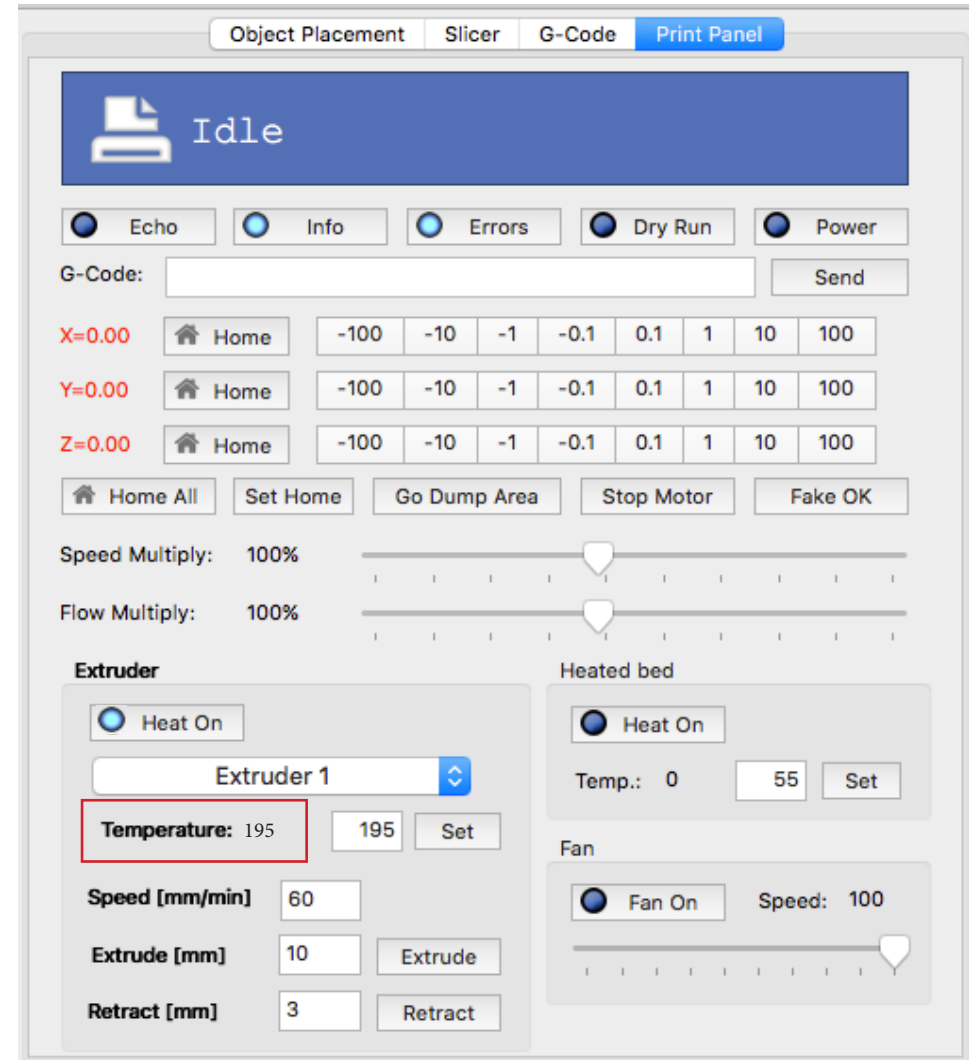 Object Placement Slicer G-Code Print Panel
Idle
Echo Info Errors Dry Run Power
G-Code: Send
X=0.00 Home -100 -10 -1 -0.1 0.1 1 10 100
Y=0.00 Home -100 -10 -1 -0.1 0.1 1 10 100
Z=0.00 Home -100 -10 -1 -0.1 0.1 1 10 100
Home All Set Home Go Dump Area Stop Motor Fake OK
Speed Multiply: 100%
Flow Multiply: 100%
Extruder
Heat On
Extruder 1
Temperature: 195 195 Set
Speed [mm/min] 60
Extrude [mm] 10 Extrude
Retract [mm] 3 Retract
Heated bed
Heat On
Temp.: 0 55 Set
Fan
Fan On Speed: 100